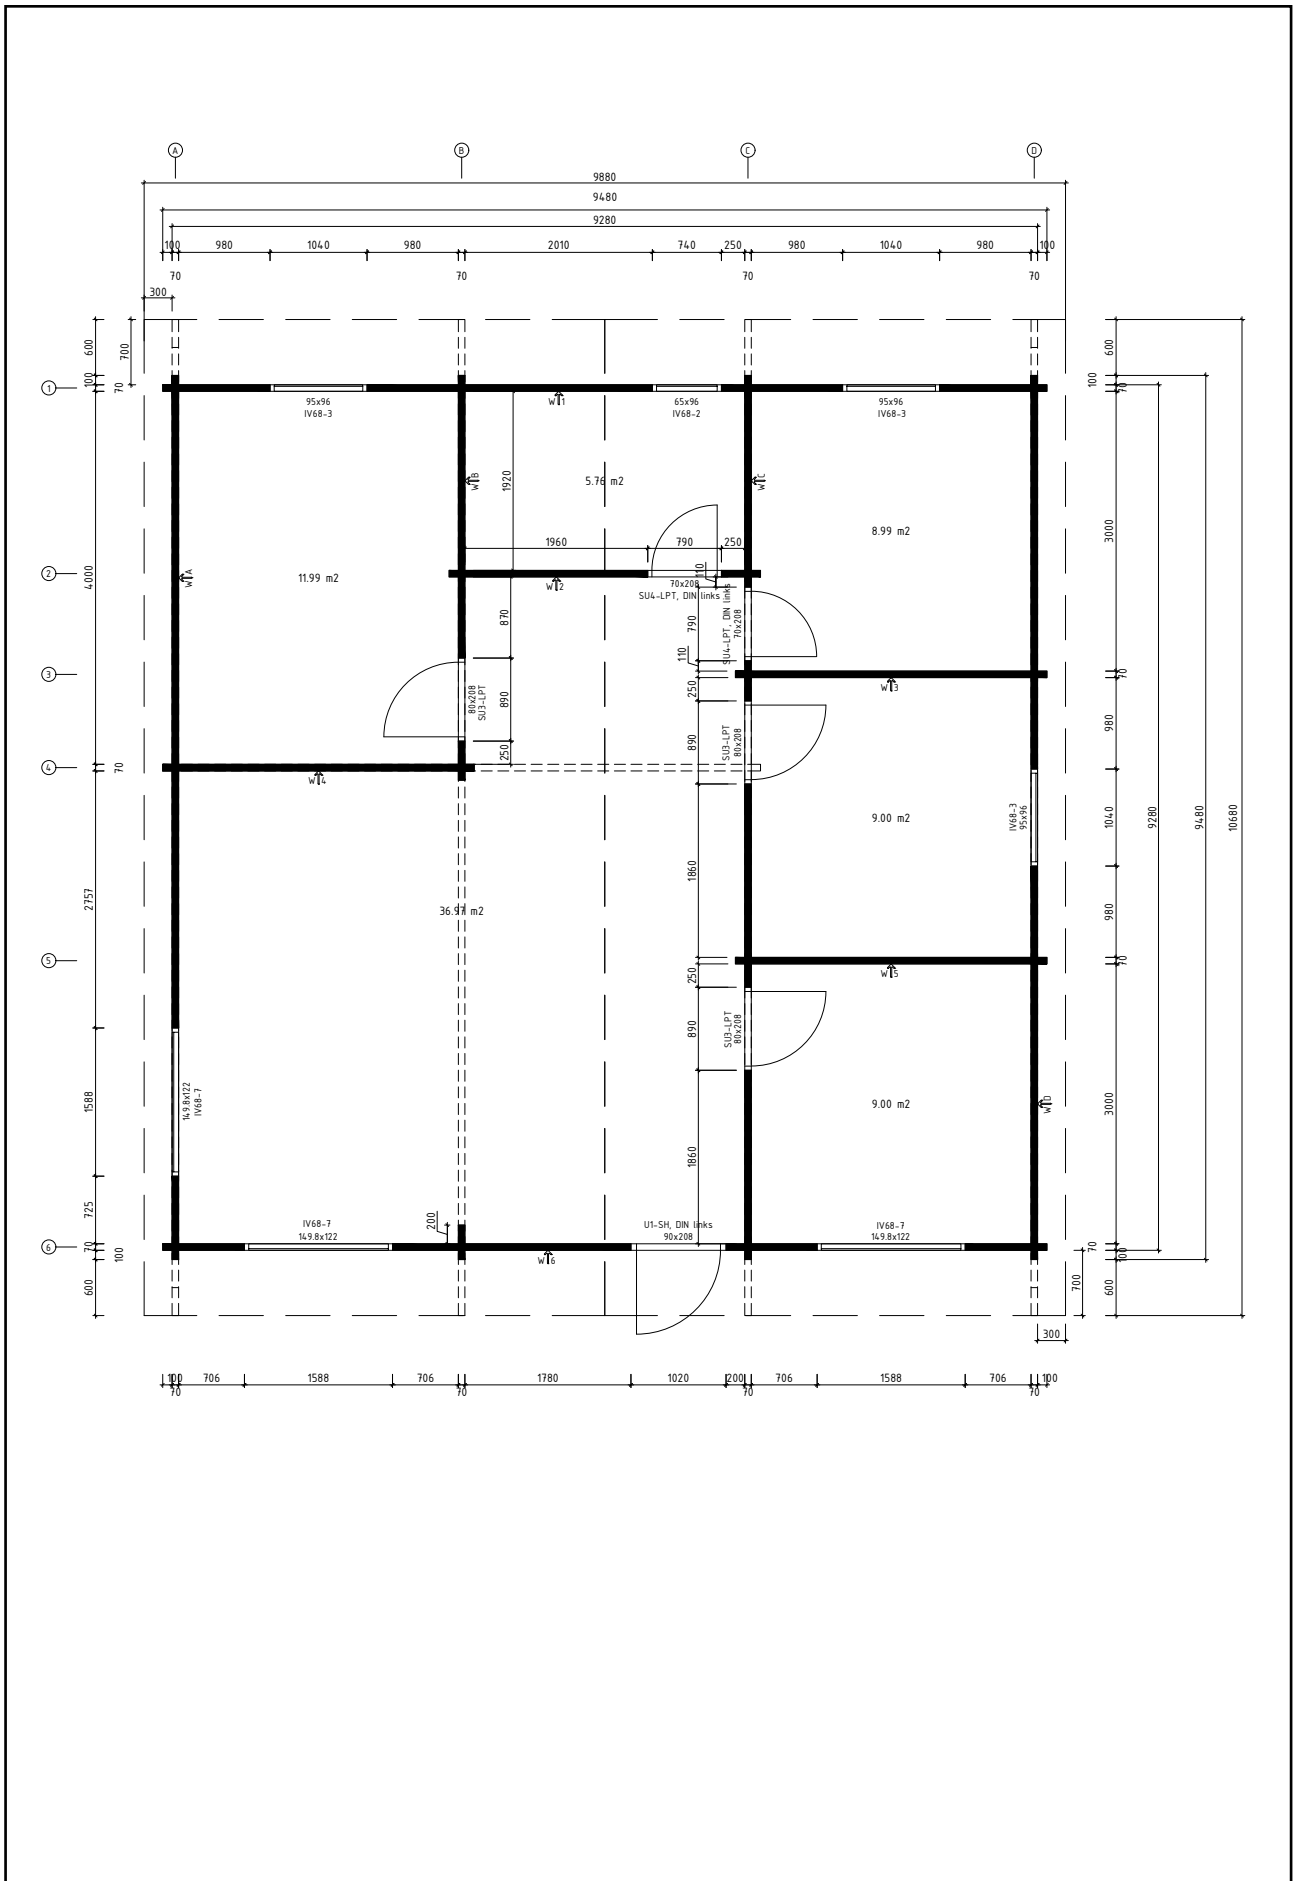 A B C D
9880
9480
9280
100 980 1040 980 2010 740 250 980 1040 980 100
70 70 70 70
300
600
700
100
70
600
100
70
1
95x96
IV68-3
W1
65x96
IV68-2
95x96
IV68-3
WB
WC
1920
5.76 m2
8.99 m2
3000
1960 790 250
2
4000
WA
11.99 m2
W2
110
70x208
SU4-LPT, DIN links
SU4-LPT, DIN links
70x208
870
790
110
3
W3
70
80x208
SU3-LPT
890
250
250
890
SU3-LPT
80x208
980
4
70
W4
9.00 m2
IV68-3
95x96
1040
9280
9480
10680
1860
980
2757
36.97 m2
5
250
W5
70
890
SU3-LPT
80x208
1588
149.8x122
IV68-7
9.00 m2
WD
3000
1860
725
200
IV68-7
149.8x122
U1-SH, DIN links
90x208
IV68-7
149.8x122
6
70
100
W6
70
100
600
700
600
300
100 706 1588 706 1780 1020 200 706 1588 706 100
70 70 70 70